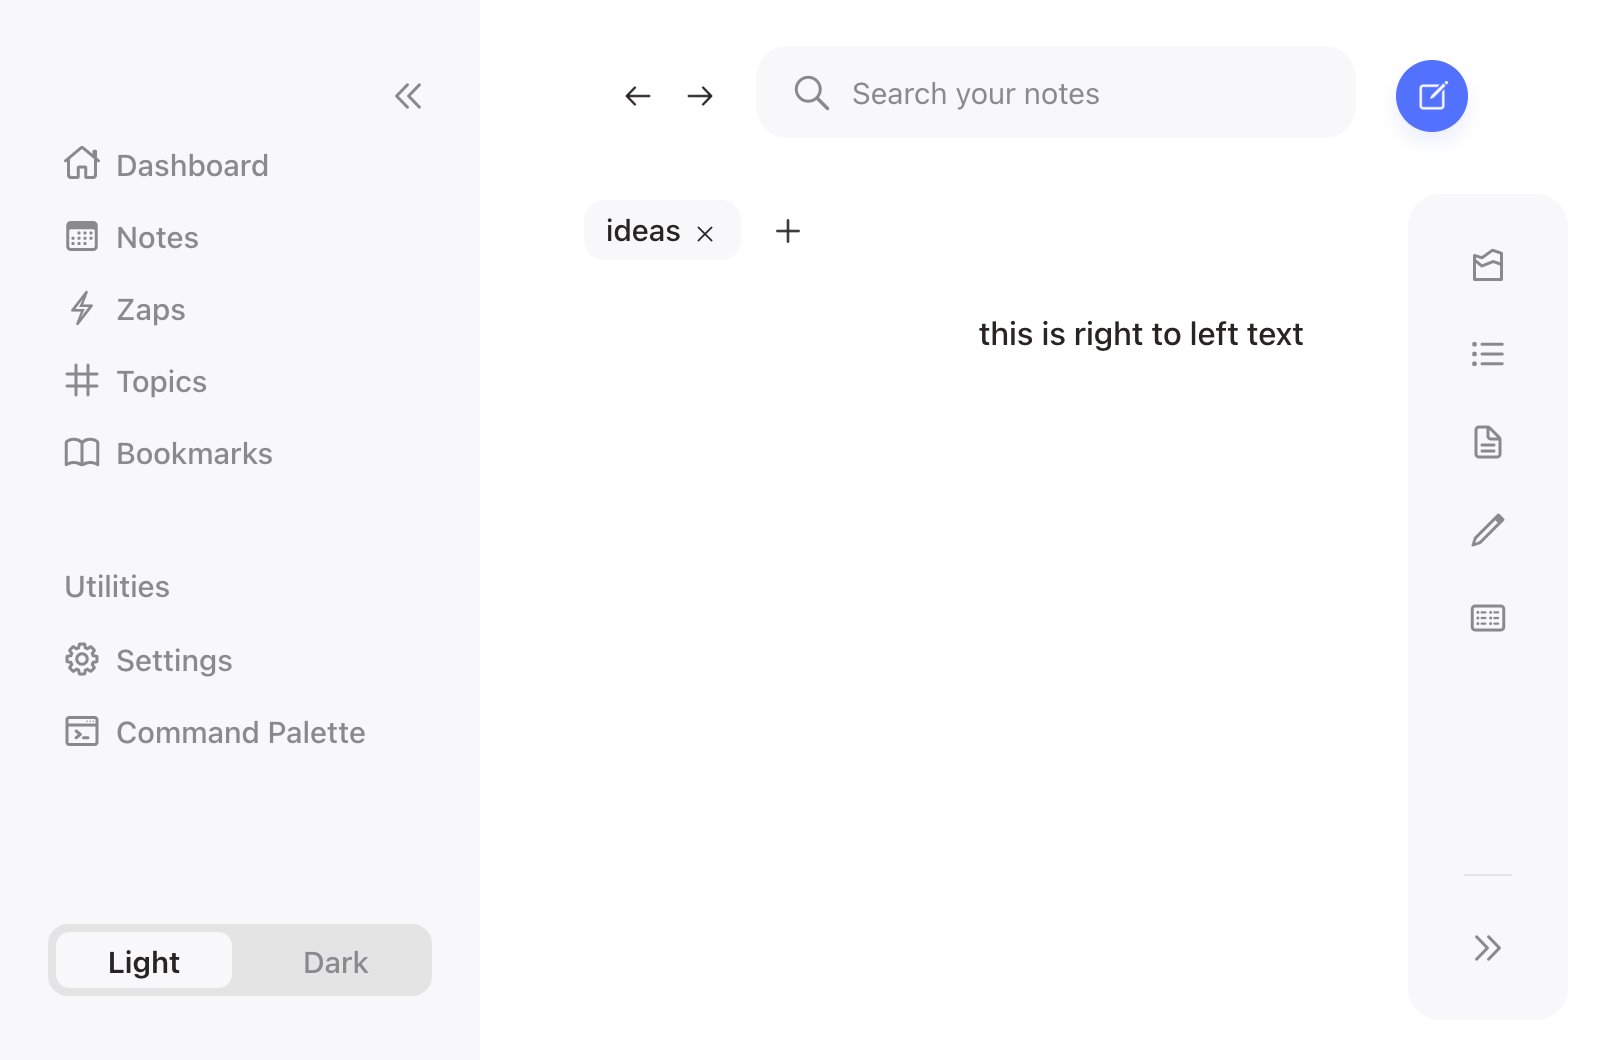 Search your notes
Dashboard
Notes
Zaps
Topics
Bookmarks
Utilities
Settings
Command Palette
Light
Dark
ideas
this is right to left text